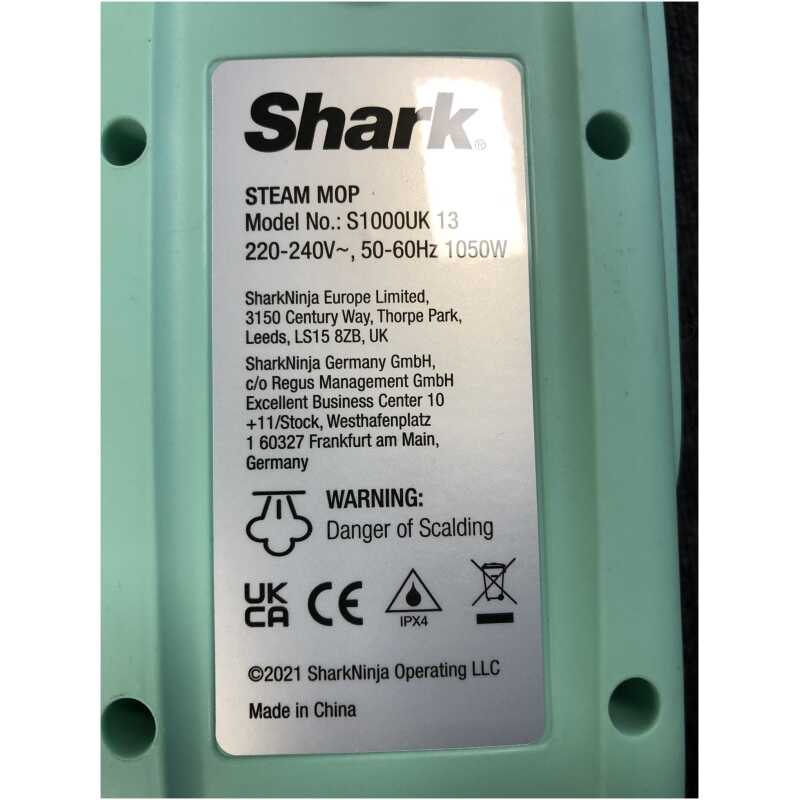 Shark®
STEAM MOP
Model No.: S1000UK 13
220-240V~, 50-60Hz 1050W
SharkNinja Europe Limited,
3150 Century Way, Thorpe Park,
Leeds, LS15 8ZB, UK
SharkNinja Germany GmbH,
c/o Regus Management GmbH
Excellent Business Center 10
+11/Stock, Westhafenplatz
1 60327 Frankfurt am Main,
Germany
WARNING:
Danger of Scalding
UK
CA
CE
IPX4
©2021 SharkNinja Operating LLC
Made in China